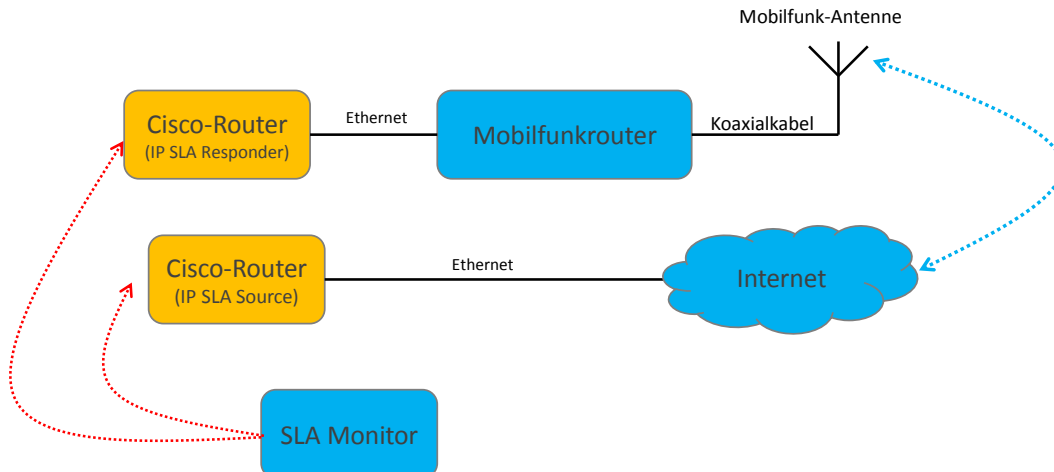 Mobilfunk-Antenne
Cisco-Router
(IP SLA Responder)
Ethernet
Mobilfunkrouter
Koaxialkabel
Cisco-Router
(IP SLA Source)
Ethernet
Internet
SLA Monitor